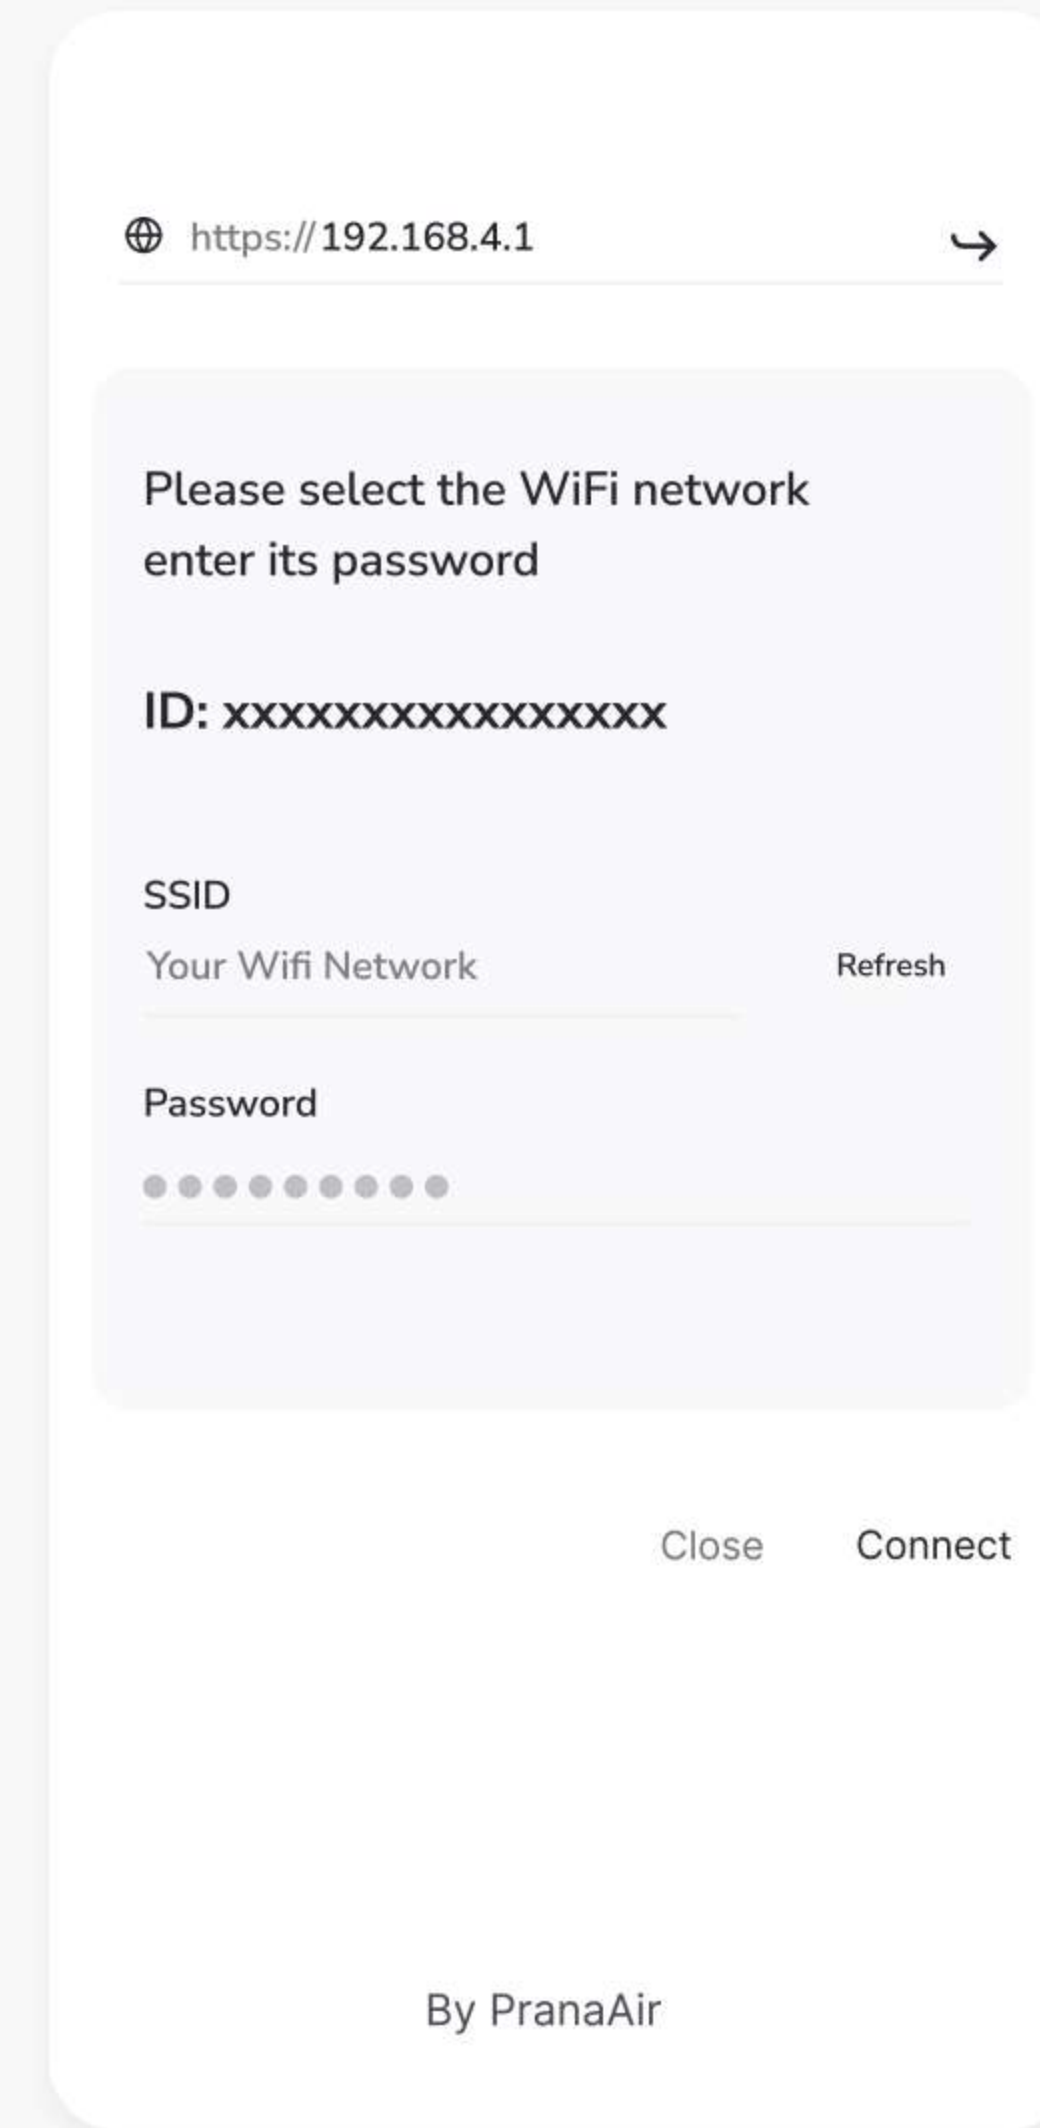 https://192.168.4.1
Please select the WiFi network
enter its password
ID: xxxxxxxxxxxxxxxx
SSID
Your Wifi Network
Refresh
Password
Close
Connect
By PranaAir